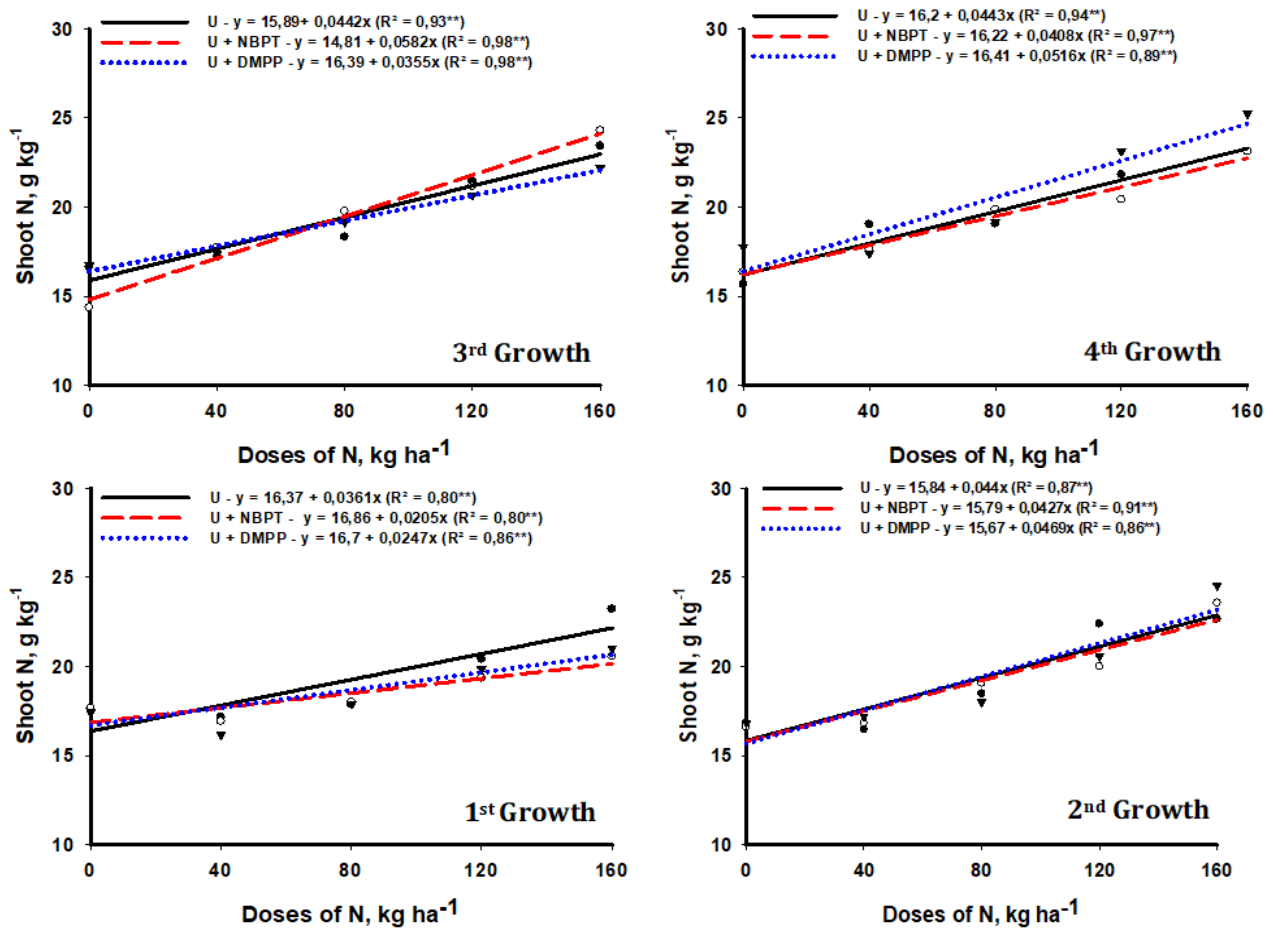 U - y = 15,89+ 0,0442x (R² = 0,93**)
U + NBPT - y = 14,81 + 0,0582x (R² = 0,98**)
U + DMPP - y = 16,39 + 0,0355x (R² = 0,98**)
30
25
20
15
10
Shoot N, g kg⁻¹
3rd Growth
0 40 80 120 160
Doses of N, kg ha⁻¹
U - y = 16,2 + 0,0443x (R² = 0,94**)
U + NBPT - y = 16,22 + 0,0408x (R² = 0,97**)
U + DMPP - y = 16,41 + 0,0516x (R² = 0,89**)
30
25
20
15
10
Shoot N, g kg⁻¹
4th Growth
0 40 80 120 160
Doses of N, kg ha⁻¹
U - y = 16,37 + 0,0361x (R² = 0,80**)
U + NBPT - y = 16,86 + 0,0205x (R² = 0,80**)
U + DMPP - y = 16,7 + 0,0247x (R² = 0,86**)
30
25
20
15
10
Shoot N, g kg⁻¹
1st Growth
0 40 80 120 160
Doses of N, kg ha⁻¹
U - y = 15,84 + 0,044x (R² = 0,87**)
U + NBPT - y = 15,79 + 0,0427x (R² = 0,91**)
U + DMPP - y = 15,67 + 0,0469x (R² = 0,86**)
30
25
20
15
10
Shoot N, g kg⁻¹
2nd Growth
0 40 80 120 160
Doses of N, kg ha⁻¹